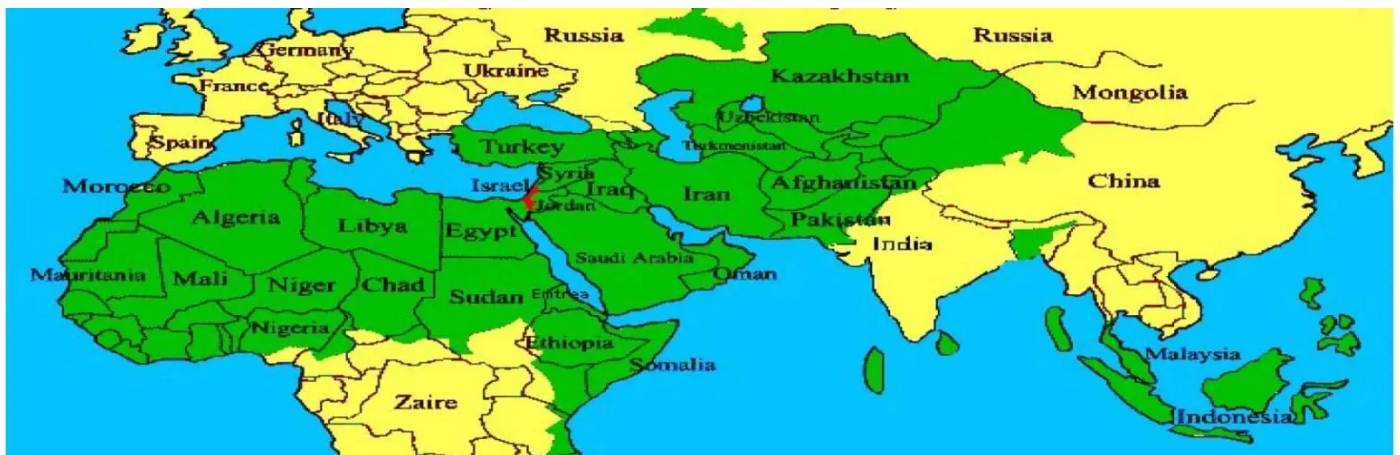 Germany
Russia
Russia
Ukraine
Kazakhstan
France
Mongolia
Italy
Uzbekistan
Spain
Turkey
Turkmenistan
Syria
Morocco
Israel
Iraq
Iran
Afghanistan
China
Jordan
Algeria
Libya
Egypt
Pakistan
India
Mauritania
Mali
Niger
Chad
Saudi Arabia
Oman
Sudan
Eritrea
Nigeria
Ethiopia
Somalia
Malaysia
Zaire
Indonesia